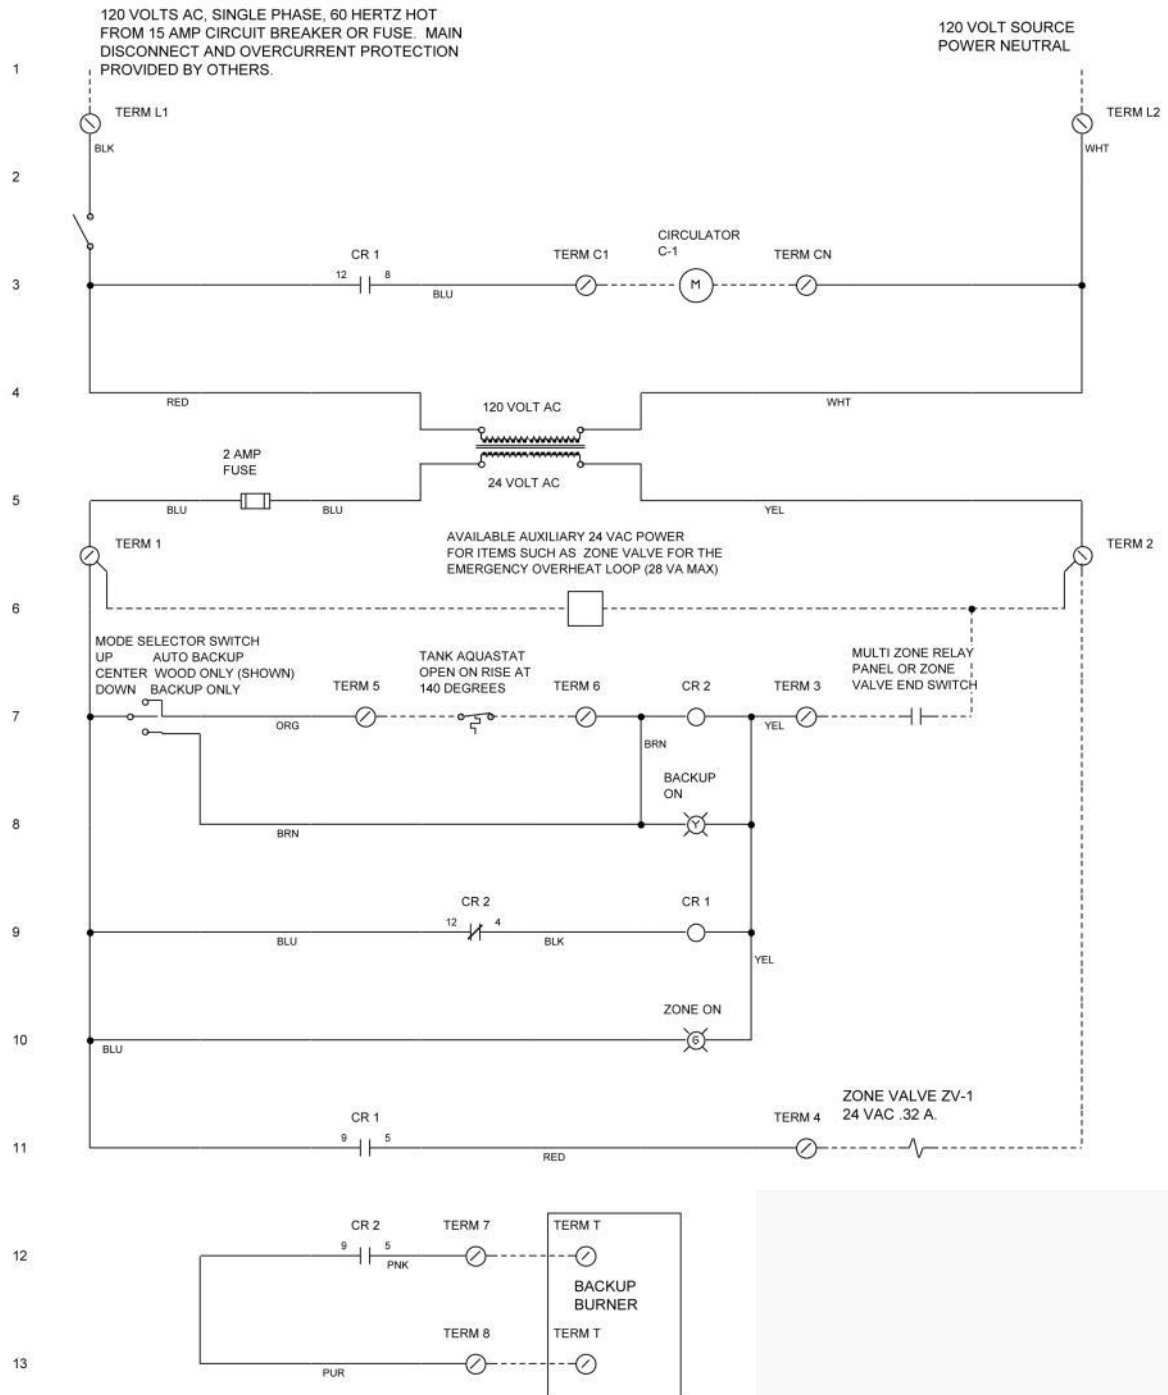 120 VOLTS AC, SINGLE PHASE, 60 HERTZ HOT
FROM 15 AMP CIRCUIT BREAKER OR FUSE. MAIN
DISCONNECT AND OVERCURRENT PROTECTION
PROVIDED BY OTHERS.
120 VOLT SOURCE
POWER NEUTRAL
1
TERM L1
TERM L2
BLK
WHT
2
CIRCULATOR
C-1
CR 1
TERM C1
TERM CN
12 8
M
3
BLU
4
RED
WHT
120 VOLT AC
2 AMP
FUSE
24 VOLT AC
5
BLU
BLU
YEL
TERM 1
AVAILABLE AUXILIARY 24 VAC POWER
FOR ITEMS SUCH AS ZONE VALVE FOR THE
EMERGENCY OVERHEAT LOOP (28 VA MAX)
TERM 2
6
MODE SELECTOR SWITCH
UP AUTO BACKUP
CENTER WOOD ONLY (SHOWN)
DOWN BACKUP ONLY
TANK AQUASTAT
OPEN ON RISE AT
140 DEGREES
MULTI ZONE RELAY
PANEL OR ZONE
VALVE END SWITCH
TERM 5
TERM 6
CR 2
TERM 3
7
ORG
YEL
BRN
BACKUP
ON
8
Y
BRN
CR 2
CR 1
12 4
9
BLU
BLK
YEL
ZONE ON
10
G
BLU
ZONE VALVE ZV-1
24 VAC .32 A.
CR 1
TERM 4
9 5
11
RED
CR 2
TERM 7
TERM T
9 5
12
PNK
BACKUP
BURNER
TERM 8
TERM T
13
PUR